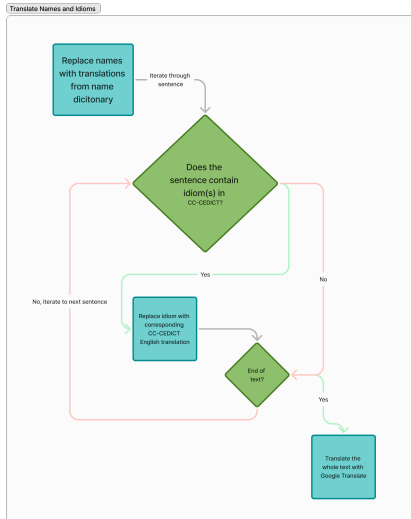 Translate Names and Idioms
Replace names
with translations
from name
dicitonary
Iterate through
sentence
Does the
sentence contain
idiom(s) in
CC-CEDICT?
Yes
No
No, iterate to next sentence
Replace idiom with
corresponding
CC-CEDICT
English translation
End of
text?
Yes
Translate the
whole text with
Google Translate